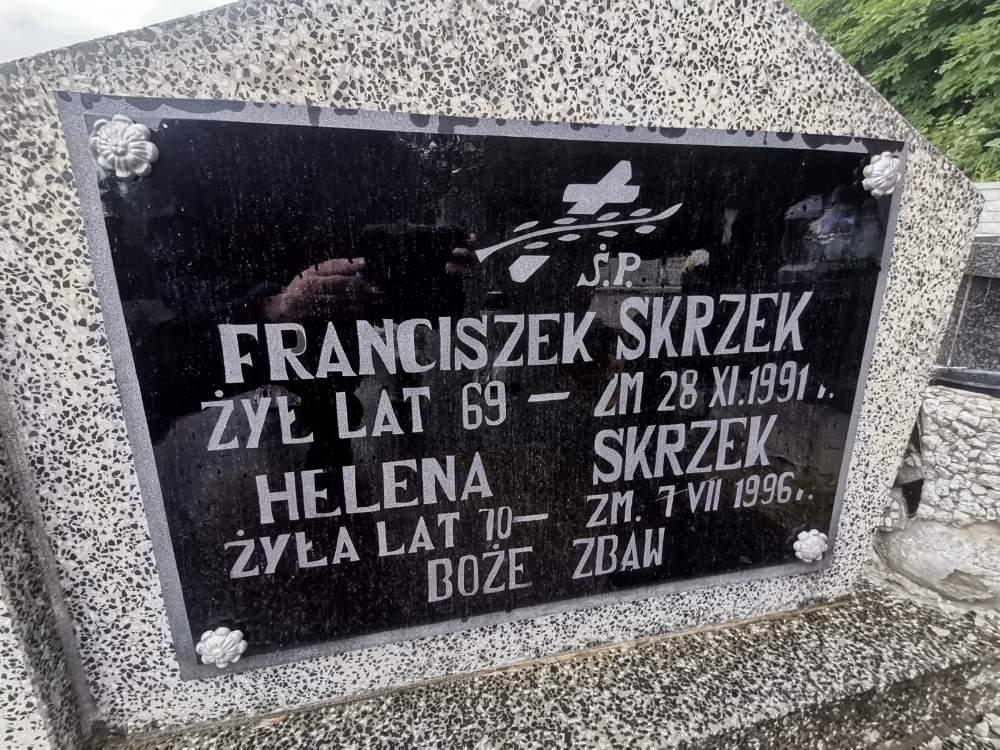 Ś.P.
FRANCISZEK SKRZEK
ŻYŁ LAT 69 – ZM 28 XI.1991 r.
HELENA SKRZEK
ŻYŁA LAT 70 – ZM. 7 VII 1996 r.
BOŻE ZBAW